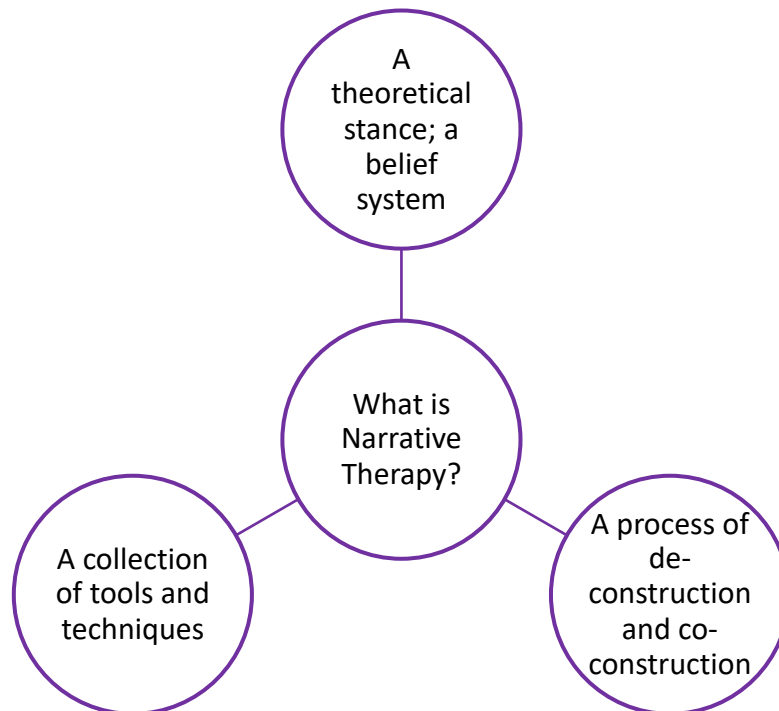 A
theoretical
stance; a
belief
system
What is
Narrative
Therapy?
A collection
of tools and
techniques
A process of
de-
construction
and co-
construction